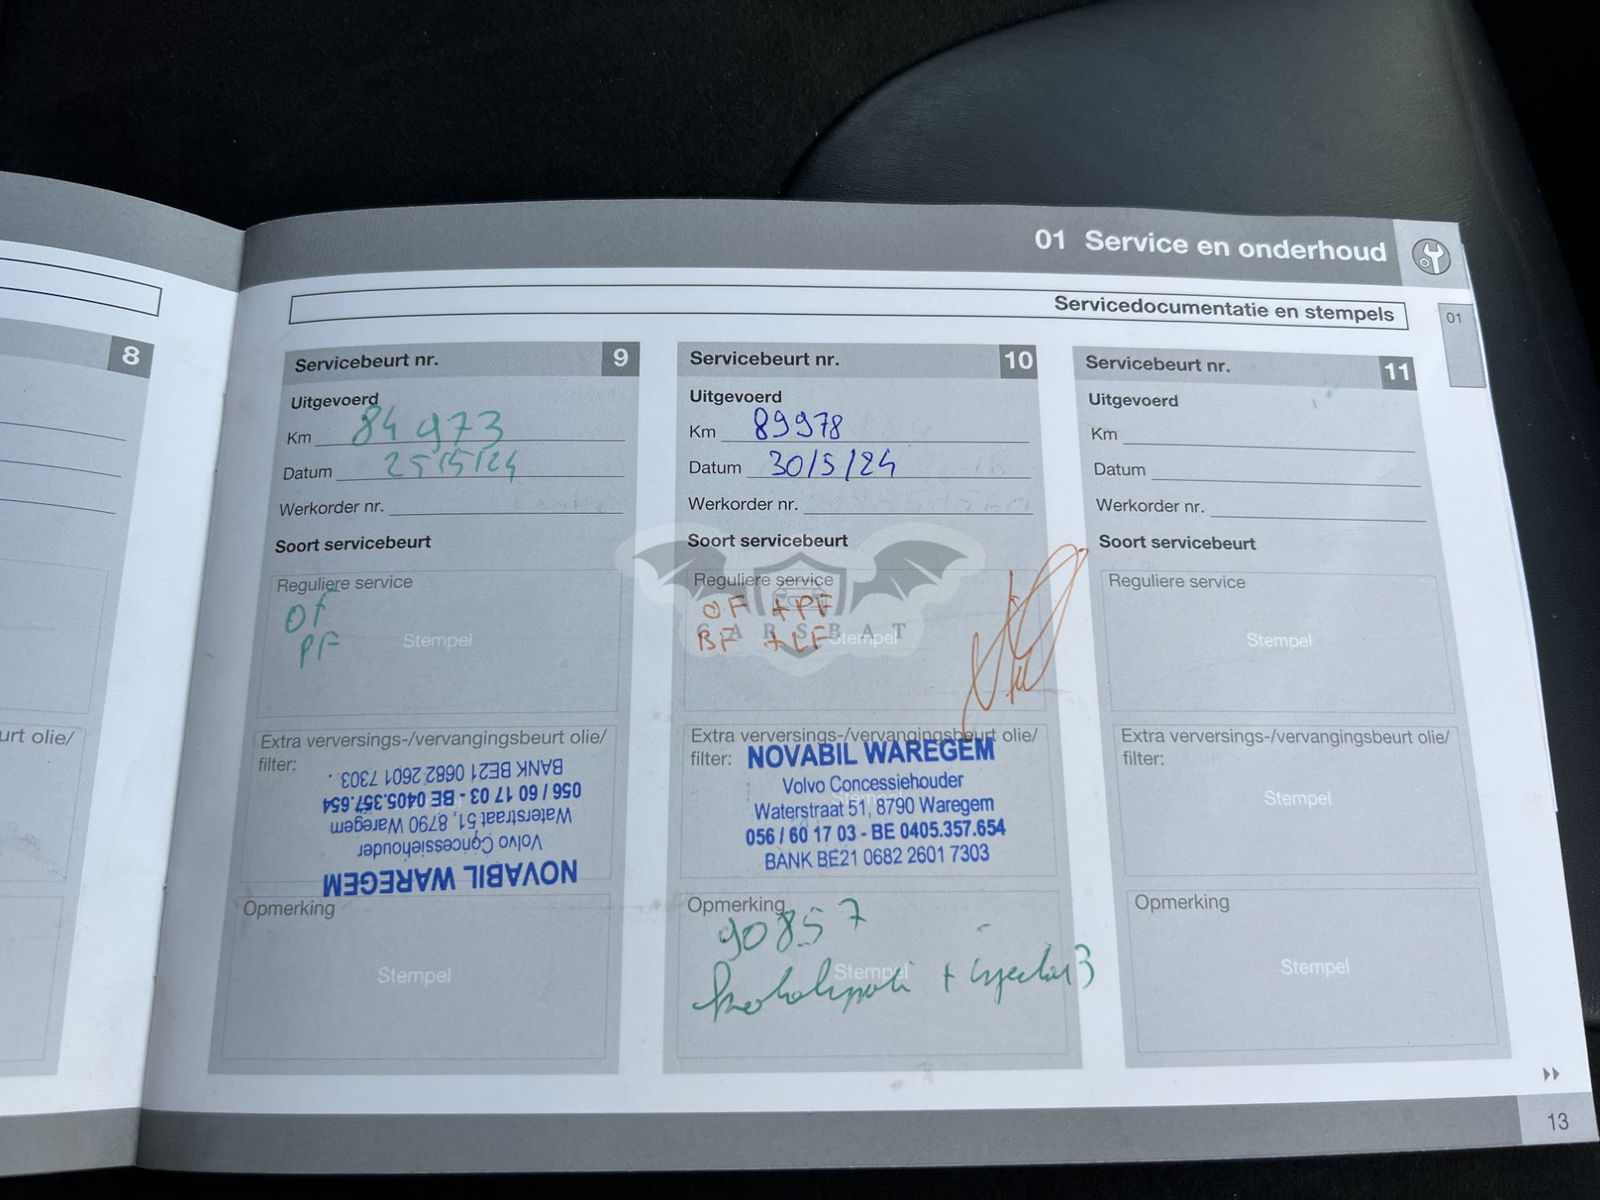 01 Service en onderhoud
Servicedocumentatie en stempels
01
8
urt olie/
Servicebeurt nr. 9
Uitgevoerd
Km 84973
Datum 25/5/24
Werkorder nr.
Soort servicebeurt
Reguliere service
OF
PF
Stempel
Extra verversings-/vervangingsbeurt olie/
filter:
NOVABIL WAREGEM
Volvo Concessiehouder
Waterstraat 51, 8790 Waregem
056 / 60 17 03 - BE 0405.357.654
BANK BE21 0682 2601 7303
Opmerking
Stempel
Servicebeurt nr. 10
Uitgevoerd
Km 89978
Datum 30/5/24
Werkorder nr.
Soort servicebeurt
Reguliere service
OF +PF
BF +LF
Stempel
CARSBAT
Extra verversings-/vervangingsbeurt olie/
filter:
NOVABIL WAREGEM
Volvo Concessiehouder
Waterstraat 51, 8790 Waregem
056 / 60 17 03 - BE 0405.357.654
BANK BE21 0682 2601 7303
Opmerking
90857
Stempel
+ injector 3
Servicebeurt nr. 11
Uitgevoerd
Km
Datum
Werkorder nr.
Soort servicebeurt
Reguliere service
Stempel
Extra verversings-/vervangingsbeurt olie/
filter:
Stempel
Opmerking
Stempel
13